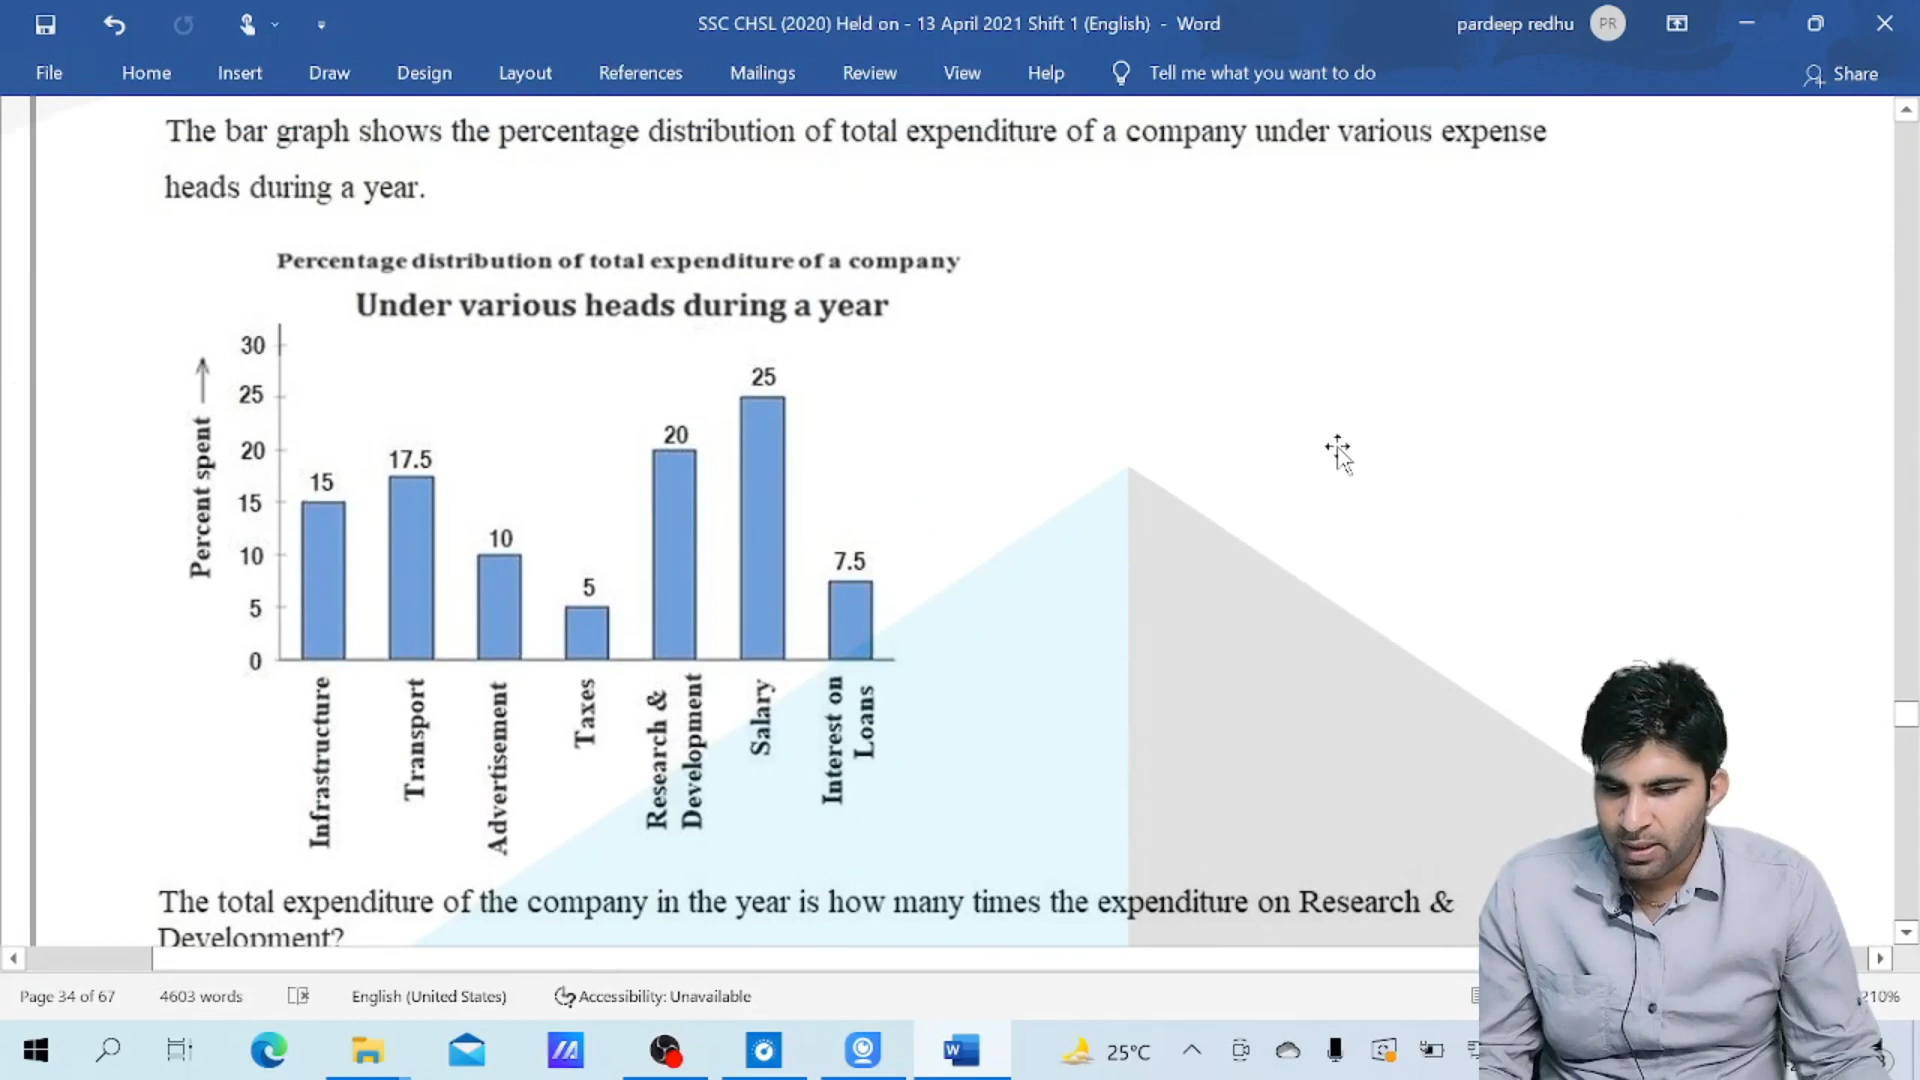 SSC CHSL (2020) Held on - 13 April 2021 Shift 1 (English) - Word
pardeep redhu
PR
File Home Insert Draw Design Layout References Mailings Review View Help Tell me what you want to do
Share
The bar graph shows the percentage distribution of total expenditure of a company under various expense
heads during a year.
Percentage distribution of total expenditure of a company
Under various heads during a year
Percent spent
30
25
20
15
10
5
0
15
17.5
10
5
20
25
7.5
Infrastructure
Transport
Advertisement
Taxes
Research &
Development
Salary
Interest on
Loans
The total expenditure of the company in the year is how many times the expenditure on Research &
Development?
Page 34 of 67 4603 words English (United States) Accessibility: Unavailable
210%
W
25°C